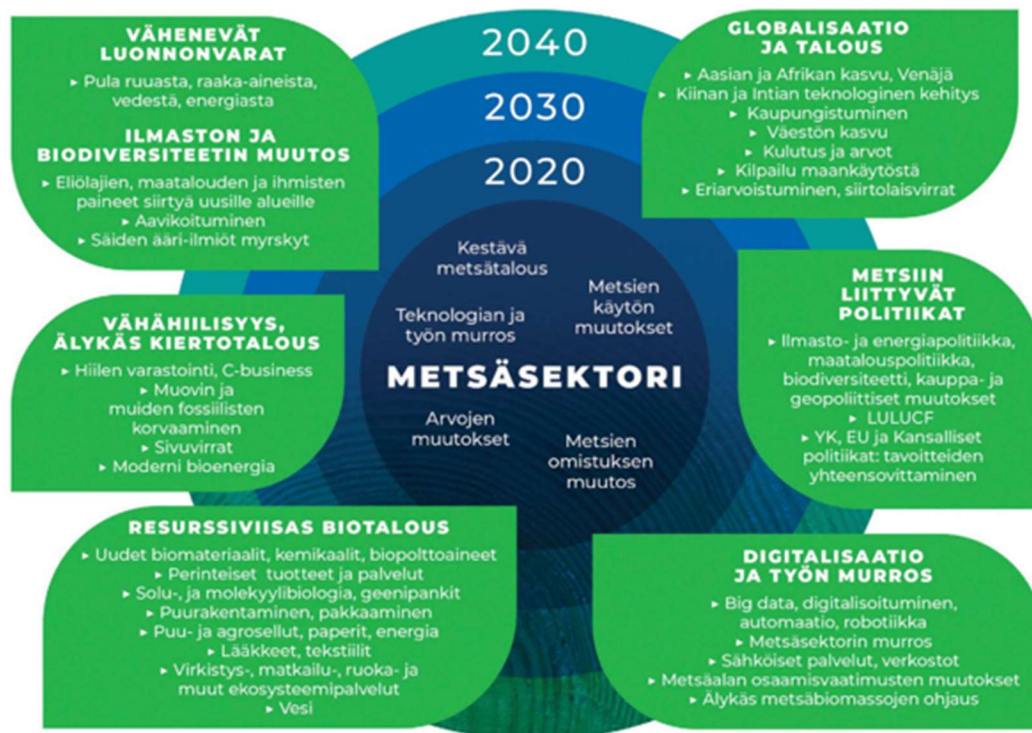 VÄHENEVÄT
LUONNONVARAT
▸ Pula ruuasta, raaka-aineista,
vedestä, energiasta
ILMASTON JA
BIODIVERSITEETIN MUUTOS
▸ Eliölajien, maatalouden ja ihmisten
paineet siirtyä uusille alueille
▸ Aavikoituminen
▸ Säiden ääri-ilmiöt myrskyt
2040
2030
2020
GLOBALISAATIO
JA TALOUS
▸ Aasian ja Afrikan kasvu, Venäjä
▸ Kiinan ja Intian teknologinen kehitys
▸ Kaupungistuminen
▸ Väestön kasvu
▸ Kulutus ja arvot
▸ Kilpailu maankäytöstä
▸ Eriarvoistuminen, siirtolaisvirrat
Kestävä
metsätalous
Metsien
käytön
muutokset
Teknologian ja
työn murros
METSÄSEKTORI
Arvojen
muutokset
Metsien
omistuksen
muutos
VÄHÄHIILISYYS,
ÄLYKÄS KIERTOTALOUS
▸ Hiilen varastointi, C-business
▸ Muovin ja
muiden fossiilisten
korvaaminen
▸ Sivuvirrat
▸ Moderni bioenergia
METSIIN
LIITTYVÄT
POLITIIKAT
▸ Ilmasto- ja energiapolitiikka,
maatalouspolitiikka,
biodiversiteetti, kauppa- ja
geopoliittiset muutokset
▸ LULUCF
▸ YK, EU ja Kansalliset
politiikat: tavoitteiden
yhteensovittaminen
RESURSSIVIISAS BIOTALOUS
▸ Uudet biomateriaalit, kemikaalit, biopolttoaineet
▸ Perinteiset tuotteet ja palvelut
▸ Solu-, ja molekyylibiologia, geenipankit
▸ Puurakentaminen, pakkaaminen
▸ Puu- ja agrosellut, paperit, energia
▸ Lääkkeet, tekstiilit
▸ Virkistys-, matkailu-, ruoka- ja
muut ekosysteemipalvelut
▸ Vesi
DIGITALISAATIO
JA TYÖN MURROS
▸ Big data, digitalisoituminen,
automaatio, robotiikka
▸ Metsäsektorin murros
▸ Sähköiset palvelut, verkostot
▸ Metsäalan osaamisvaatimusten muutokset
▸ Älykäs metsäbiomassojen ohjaus